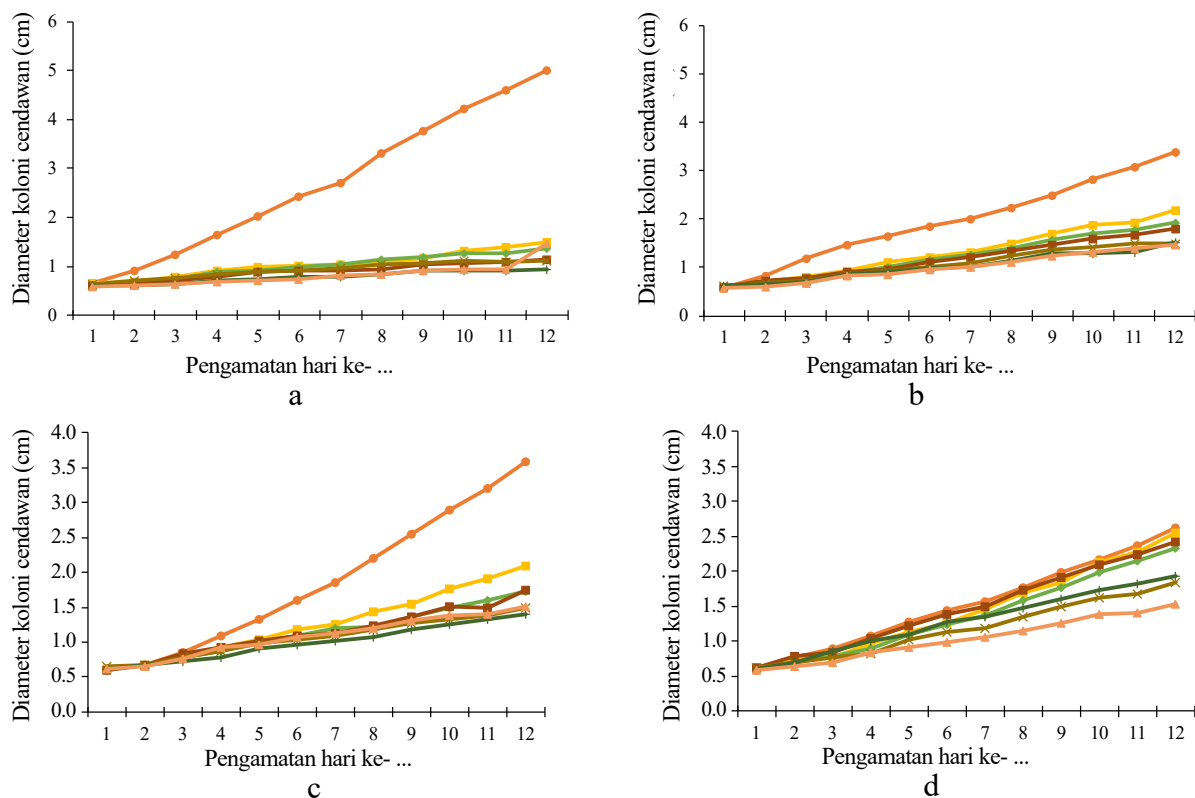 Diameter koloni cendawan (cm)
6
5
4
3
2
1
0
1 2 3 4 5 6 7 8 9 10 11 12
Pengamatan hari ke- ...
a
Diameter koloni cendawan (cm)
6
5
4
3
2
1
0
1 2 3 4 5 6 7 8 9 10 11 12
Pengamatan hari ke- ...
b
Diameter koloni cendawan (cm)
4.0
3.5
3.0
2.5
2.0
1.5
1.0
0.5
0.0
1 2 3 4 5 6 7 8 9 10 11 12
Pengamatan hari ke- ...
c
Diameter koloni cendawan (cm)
4.0
3.5
3.0
2.5
2.0
1.5
1.0
0.5
0.0
1 2 3 4 5 6 7 8 9 10 11 12
Pengamatan hari ke- ...
d